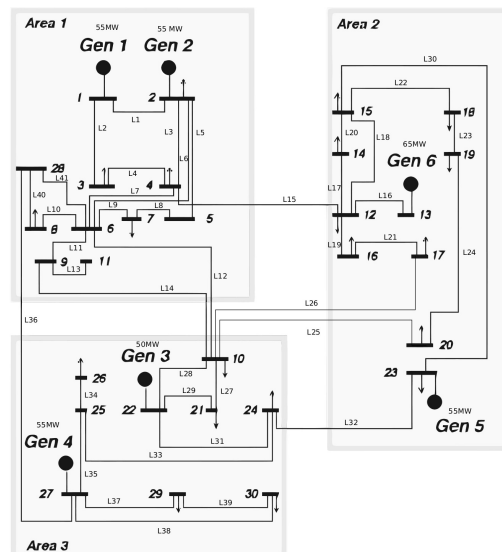 Area 1
55MW
55 MW
Gen 1
Gen 2
1
2
L1
L2
L3
L5
L6
L4
3
4
L7
28
L41
L40
L10
L9
L8
8
6
7
5
L11
9
11
L13
L14
L12
L36
L15
Area 2
L30
L22
15
18
L20
L18
L23
14
65MW
19
Gen 6
L17
L16
12
13
L19
L21
16
17
L24
L26
L25
20
23
55MW
Gen 5
L32
10
50MW
Gen 3
L28
26
L34
L29
L27
25
22
21
24
55MW
Gen 4
L31
L33
L35
27
29
30
L37
L39
L38
Area 3